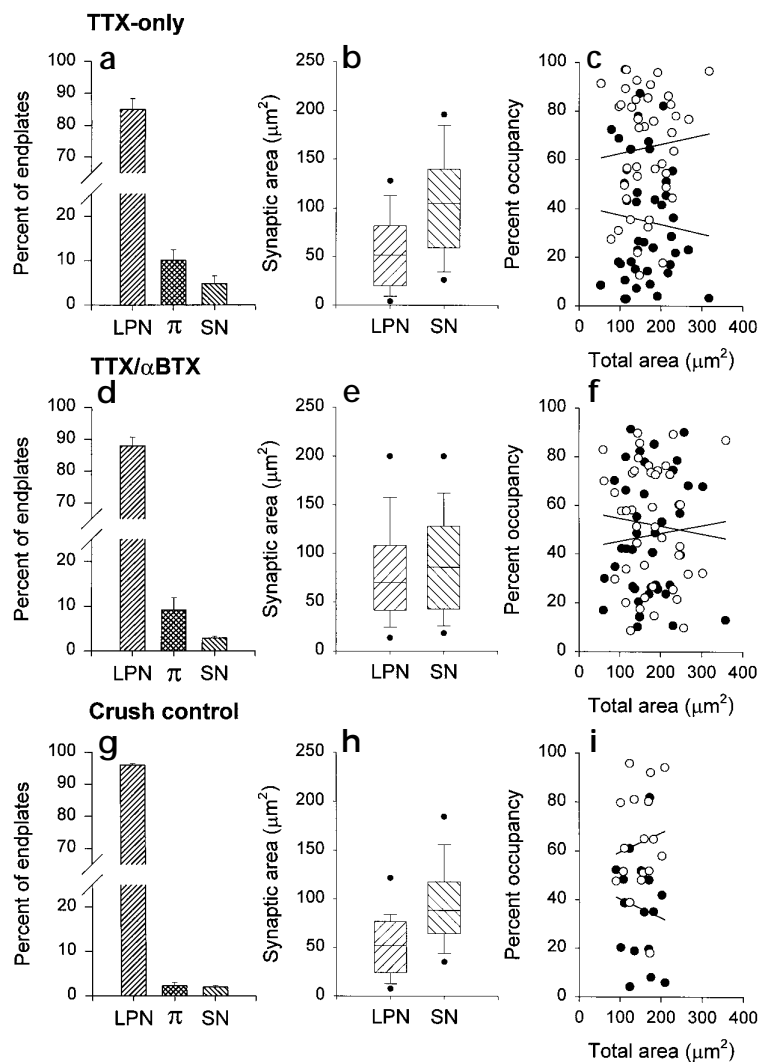 TTX-only
a
b
c
Percent of endplates
100
90
80
70
20
10
0
LPN π SN
Synaptic area (µm²)
250
200
150
100
50
0
LPN SN
Percent occupancy
100
80
60
40
20
0
0 100 200 300 400
Total area (µm²)
TTX/αBTX
d
e
f
Percent of endplates
100
90
80
70
20
10
0
LPN π SN
Synaptic area (µm²)
250
200
150
100
50
0
LPN SN
Percent occupancy
100
80
60
40
20
0
0 100 200 300 400
Total area (µm²)
Crush control
g
h
i
Percent of endplates
100
90
80
70
20
10
0
LPN π SN
Synaptic area (µm²)
250
200
150
100
50
0
LPN SN
Percent occupancy
100
80
60
40
20
0
0 100 200 300 400
Total area (µm²)